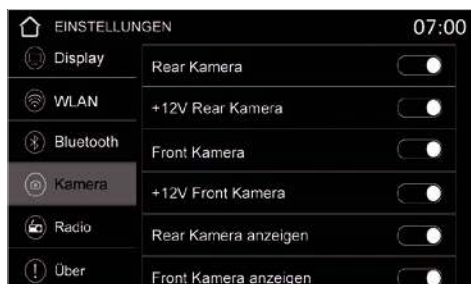 EINSTELLUNGEN 07:00
Display
WLAN
Bluetooth
Kamera
Radio
Über
Rear Kamera
+12V Rear Kamera
Front Kamera
+12V Front Kamera
Rear Kamera anzeigen
Front Kamera anzeigen